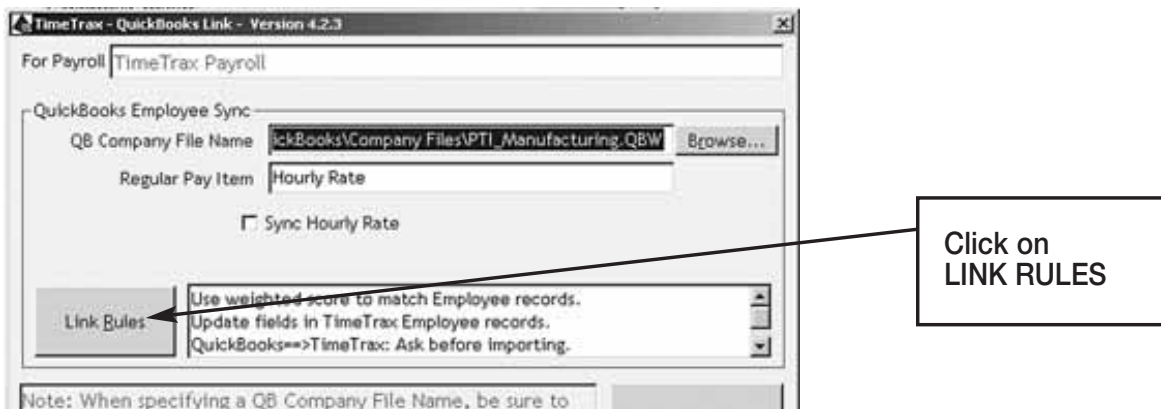 TimeTrax - QuickBooks Link - Version 4.2.3
For Payroll TimeTrax Payroll
QuickBooks Employee Sync
QB Company File Name ickBooks\Company Files\PTI_Manufacturing.QBW Browse...
Regular Pay Item Hourly Rate
Sync Hourly Rate
Click on
LINK RULES
Link Rules
Use weighted score to match Employee records.
Update fields in TimeTrax Employee records.
QuickBooks==>TimeTrax: Ask before importing.
Note: When specifying a QB Company File Name, be sure to